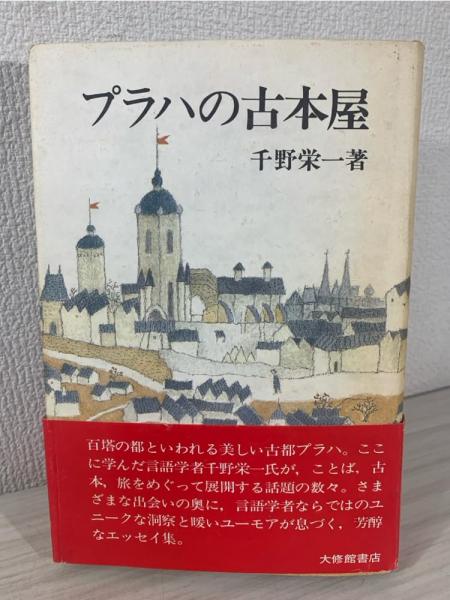 プラハの古本屋
千野栄一著
百塔の都といわれる美しい古都プラハ。ここ
に学んだ言語学者千野栄一氏が，ことば，古
本，旅をめぐって展開する話題の数々。さま
ざまな出会いの奥に，言語学者ならではのユ
ニークな洞察と暖いユーモアが息づく，芳醇
なエッセイ集。
大修館書店